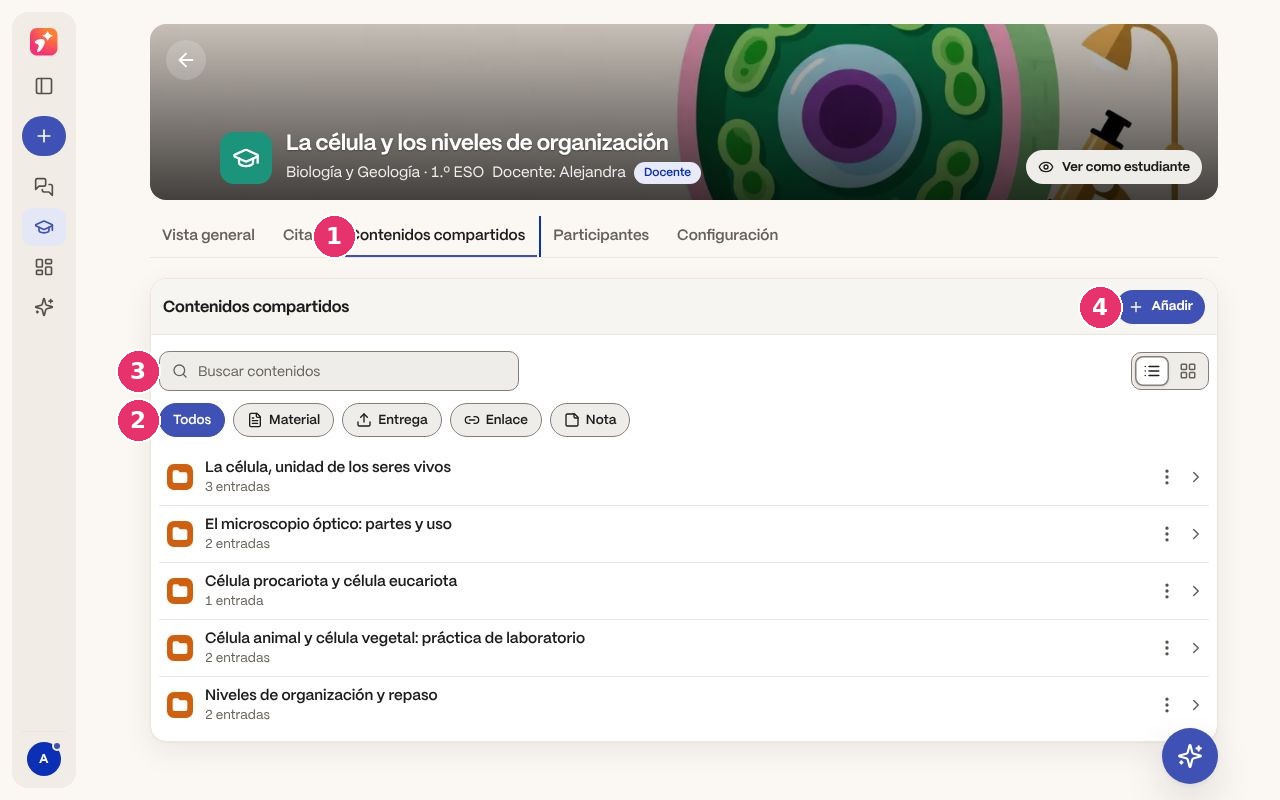 La célula y los niveles de organización
Biología y Geología · 1.º ESO Docente: Alejandra Docente
Ver como estudiante
Vista general Cita 1 Contenidos compartidos Participantes Configuración
Contenidos compartidos
4 + Añadir
3 Buscar contenidos
2 Todos Material Entrega Enlace Nota
La célula, unidad de los seres vivos
3 entradas
El microscopio óptico: partes y uso
2 entradas
Célula procariota y célula eucariota
1 entrada
Célula animal y célula vegetal: práctica de laboratorio
2 entradas
Niveles de organización y repaso
2 entradas
A